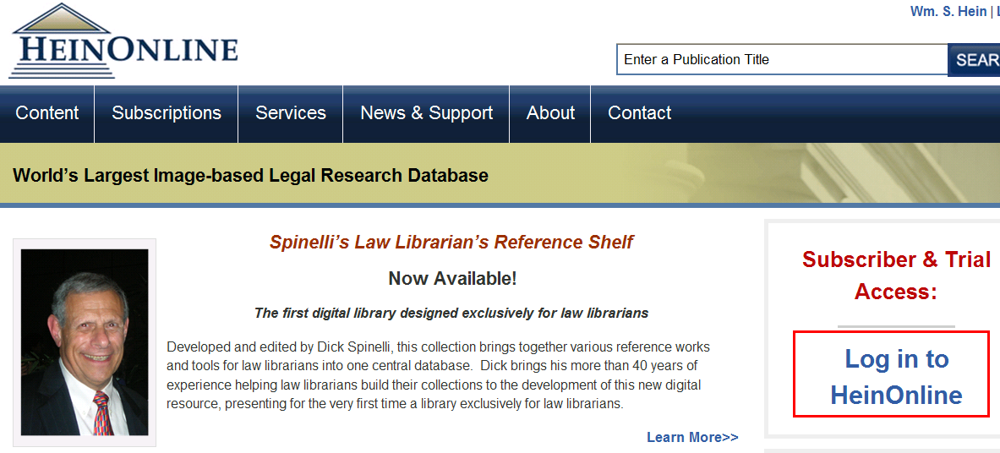 Wm. S. Hein | L
HEINONLINE
Enter a Publication Title
SEAR
Content Subscriptions Services News & Support About Contact
World's Largest Image-based Legal Research Database
Spinelli's Law Librarian's Reference Shelf
Now Available!
The first digital library designed exclusively for law librarians
Developed and edited by Dick Spinelli, this collection brings together various reference works
and tools for law librarians into one central database.  Dick brings his more than 40 years of
experience helping law librarians build their collections to the development of this new digital
resource, presenting for the very first time a library exclusively for law librarians.
Learn More>>
Subscriber & Trial
Access:
Log in to
HeinOnline